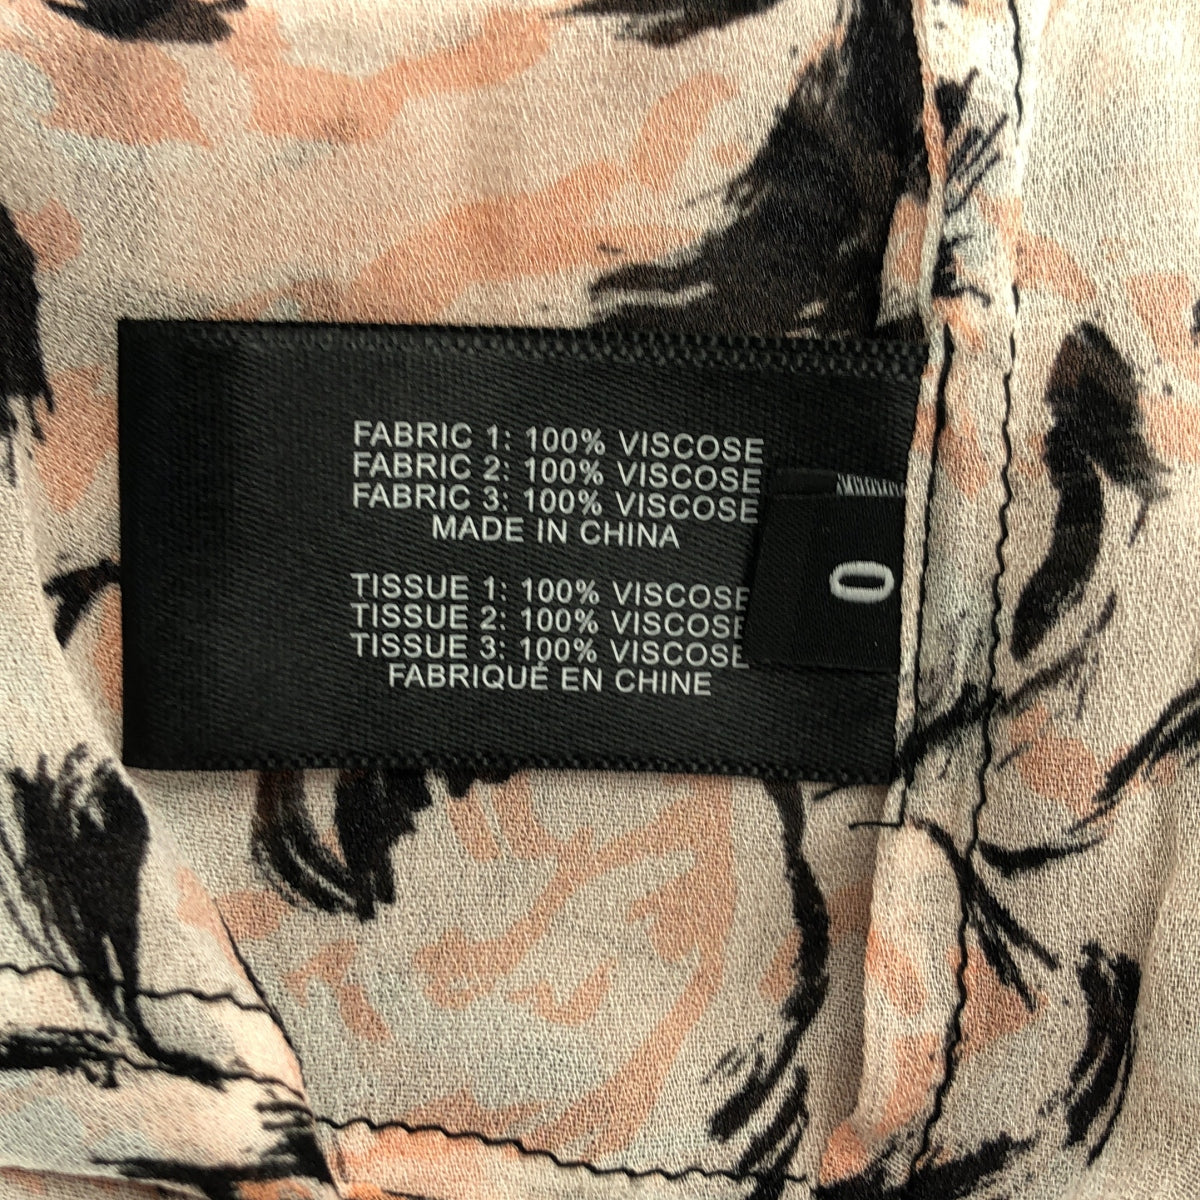 FABRIC 1: 100% VISCOSE
FABRIC 2: 100% VISCOSE
FABRIC 3: 100% VISCOSE
MADE IN CHINA
TISSUE 1: 100% VISCOSE
TISSUE 2: 100% VISCOSE
TISSUE 3: 100% VISCOSE
FABRIQUÉ EN CHINE
0